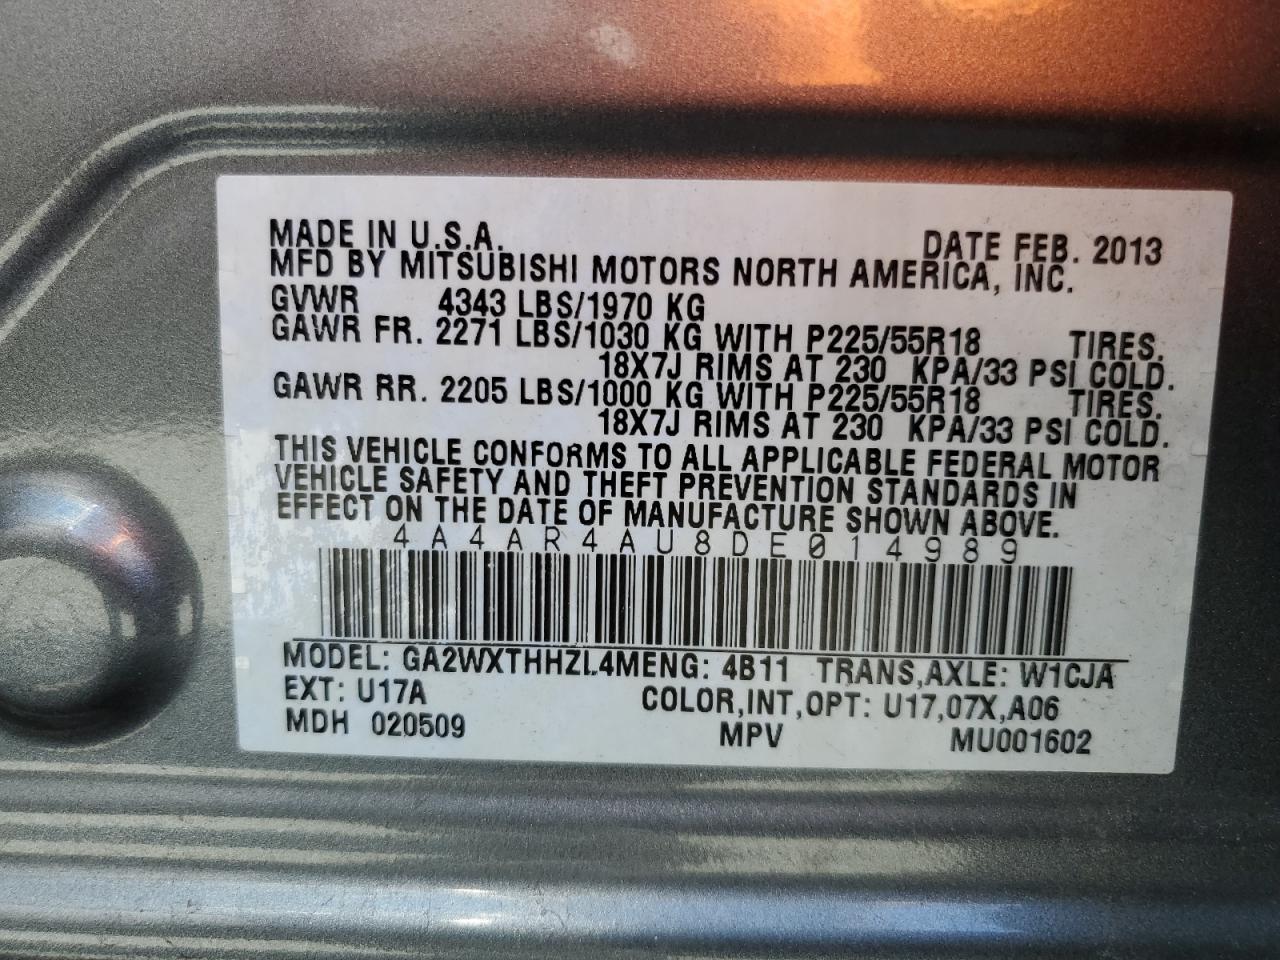 MADE IN U.S.A. DATE FEB. 2013
MFD BY MITSUBISHI MOTORS NORTH AMERICA, INC.
GVWR 4343 LBS/1970 KG
GAWR FR. 2271 LBS/1030 KG WITH P225/55R18 TIRES.
18X7J RIMS AT 230 KPA/33 PSI COLD.
GAWR RR. 2205 LBS/1000 KG WITH P225/55R18 TIRES.
18X7J RIMS AT 230 KPA/33 PSI COLD.
THIS VEHICLE CONFORMS TO ALL APPLICABLE FEDERAL MOTOR
VEHICLE SAFETY AND THEFT PREVENTION STANDARDS IN
EFFECT ON THE DATE OF MANUFACTURE SHOWN ABOVE.
4A4AR4AU8DE014989
MODEL: GA2WXTHHZL4MENG: 4B11 TRANS,AXLE: W1CJA
EXT: U17A COLOR,INT,OPT: U17,07X,A06
MDH 020509 MPV MU001602